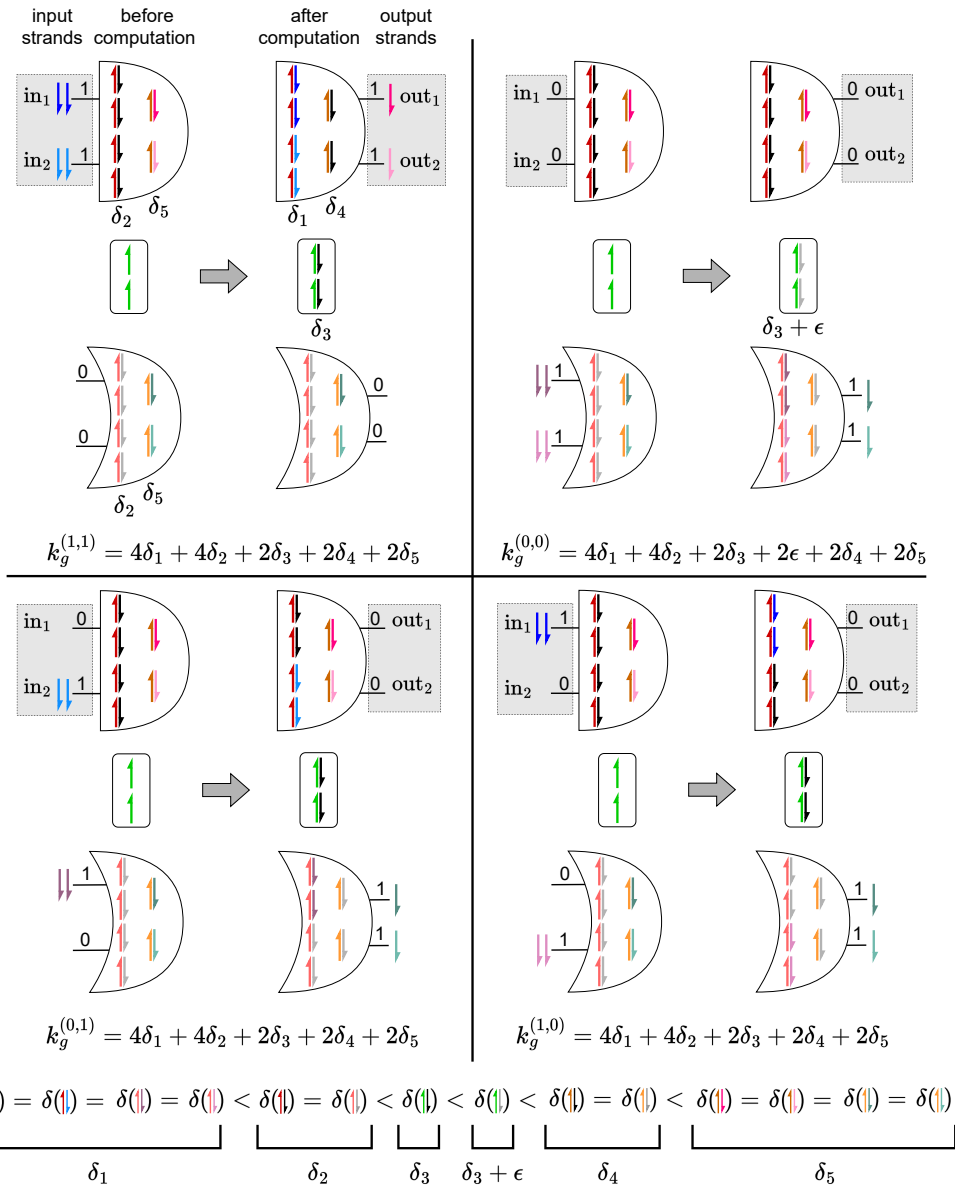 input strands
before computation
after computation
output strands
in₁ 1
in₂ 1
1 out₁
1 out₂
δ₂ δ₅
δ₁ δ₄
δ₃
0
0
0
0
δ₂ δ₅
k_g^{(1,1)} = 4δ₁ + 4δ₂ + 2δ₃ + 2δ₄ + 2δ₅
in₁ 0
in₂ 0
0 out₁
0 out₂
δ₃ + ϵ
1
1
1
1
k_g^{(0,0)} = 4δ₁ + 4δ₂ + 2δ₃ + 2ϵ + 2δ₄ + 2δ₅
in₁ 0
in₂ 1
0 out₁
0 out₂
1
0
1
1
k_g^{(0,1)} = 4δ₁ + 4δ₂ + 2δ₃ + 2δ₄ + 2δ₅
in₁ 1
in₂ 0
0 out₁
0 out₂
0
1
1
1
k_g^{(1,0)} = 4δ₁ + 4δ₂ + 2δ₃ + 2δ₄ + 2δ₅
) = δ( ) = δ( ) = δ( ) < δ( ) = δ( ) < δ( ) < δ( ) < δ( ) = δ( ) < δ( ) = δ( ) = δ( ) = δ( )
δ₁ δ₂ δ₃ δ₃ + ϵ δ₄ δ₅